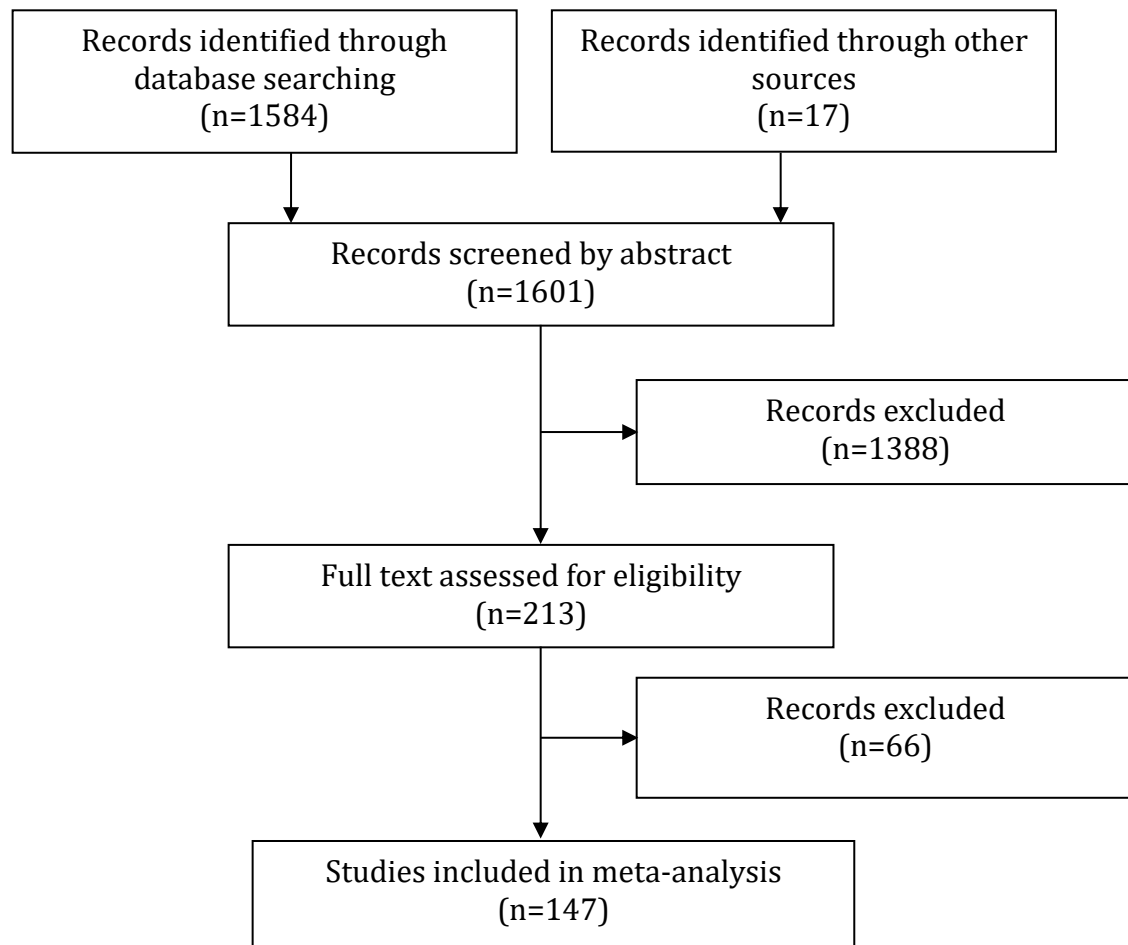 Records identified through
database searching
(n=1584)
Records identified through other
sources
(n=17)
Records screened by abstract
(n=1601)
Records excluded
(n=1388)
Full text assessed for eligibility
(n=213)
Records excluded
(n=66)
Studies included in meta-analysis
(n=147)